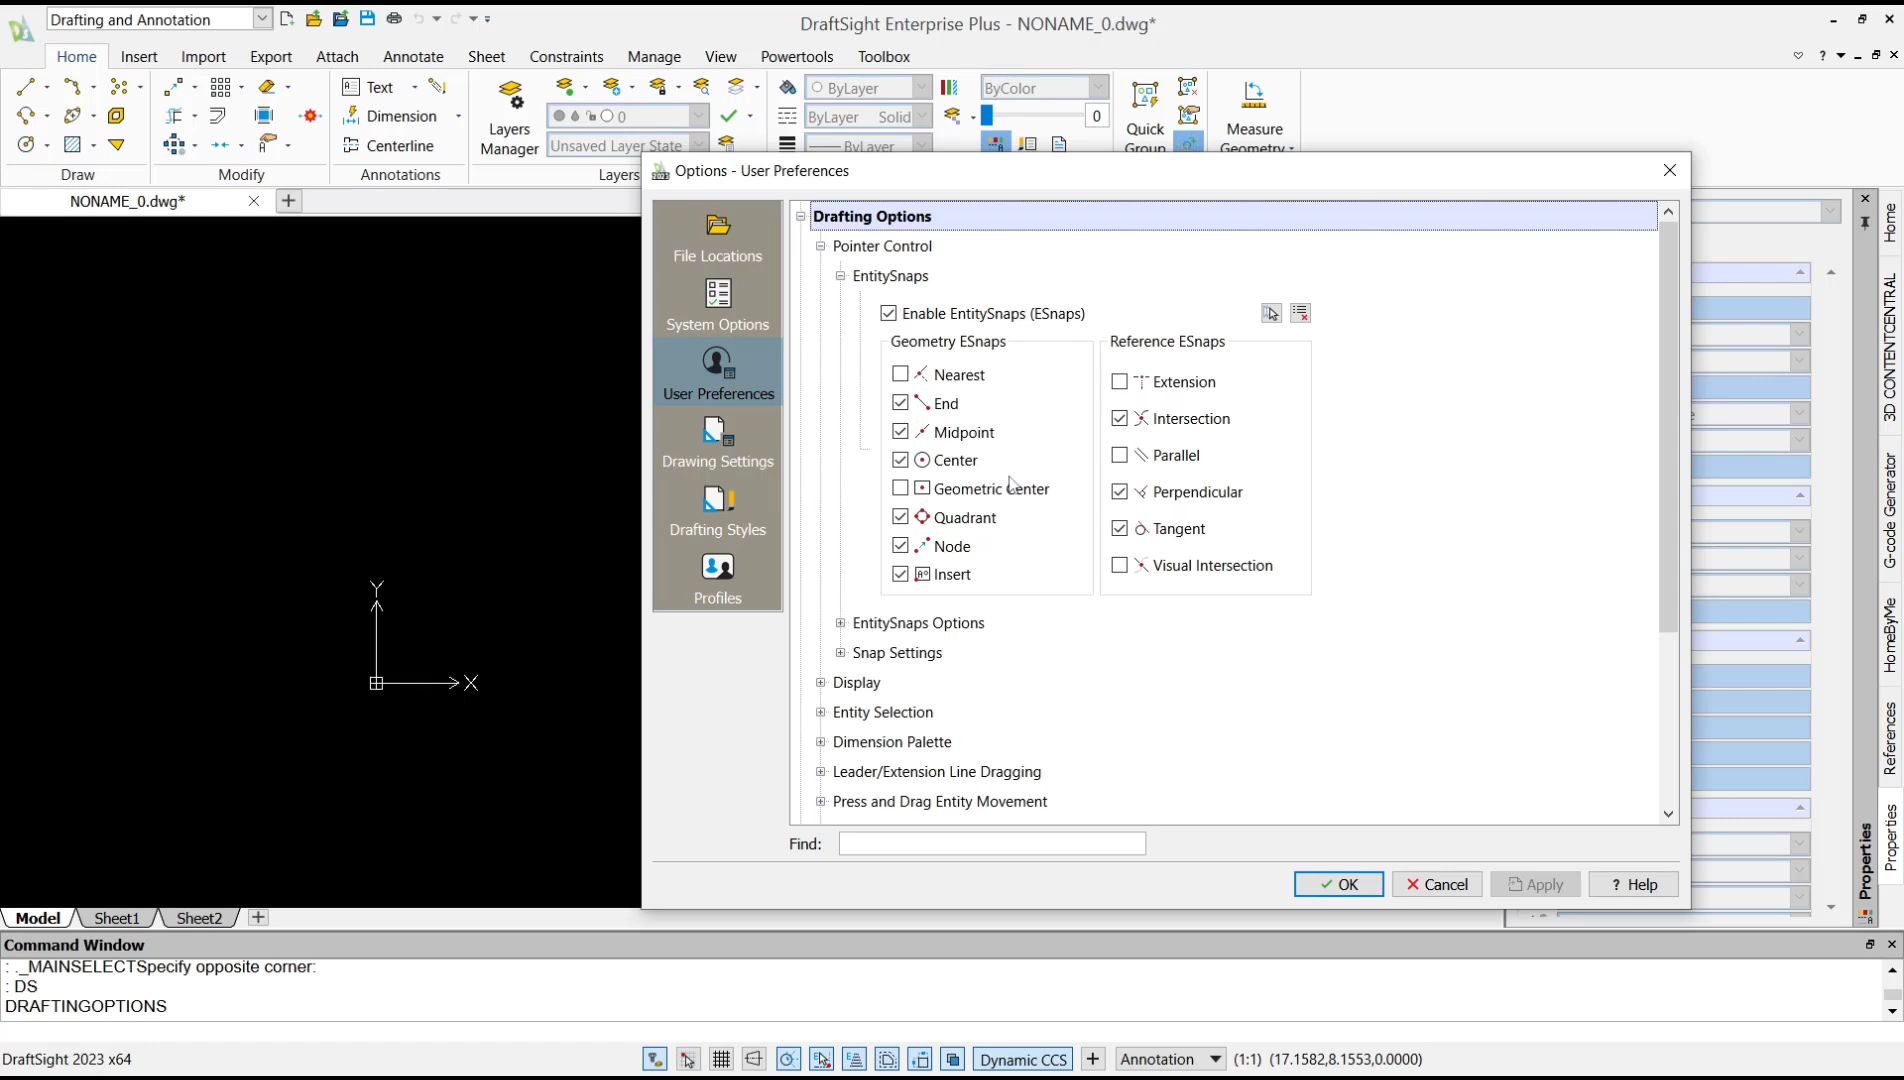 Drafting and Annotation
DraftSight Enterprise Plus - NONAME_0.dwg*
Home Insert Import Export Attach Annotate Sheet Constraints Manage View Powertools Toolbox
Text
Dimension
Centerline
Layers
Manager
0
Unsaved Layer State
ByLayer
ByLayer Solid
ByLayer
ByColor
0
Quick
Group
Measure
Geometry
Draw Modify Annotations Layers
NONAME_0.dwg*
Options - User Preferences
File Locations
System Options
User Preferences
Drawing Settings
Drafting Styles
Profiles
Drafting Options
Pointer Control
EntitySnaps
Enable EntitySnaps (ESnaps)
Geometry ESnaps
Nearest
End
Midpoint
Center
Geometric Center
Quadrant
Node
Insert
Reference ESnaps
Extension
Intersection
Parallel
Perpendicular
Tangent
Visual Intersection
EntitySnaps Options
Snap Settings
Display
Entity Selection
Dimension Palette
Leader/Extension Line Dragging
Press and Drag Entity Movement
Find:
OK Cancel Apply ? Help
Y
X
Home
3D CONTENTCENTRAL
G-code Generator
HomeByMe
References
Properties
Properties
Model Sheet1 Sheet2 +
Command Window
: ._MAINSELECTSpecify opposite corner:
: DS
DRAFTINGOPTIONS
DraftSight 2023 x64
Dynamic CCS + Annotation (1:1) (17.1582,8.1553,0.0000)